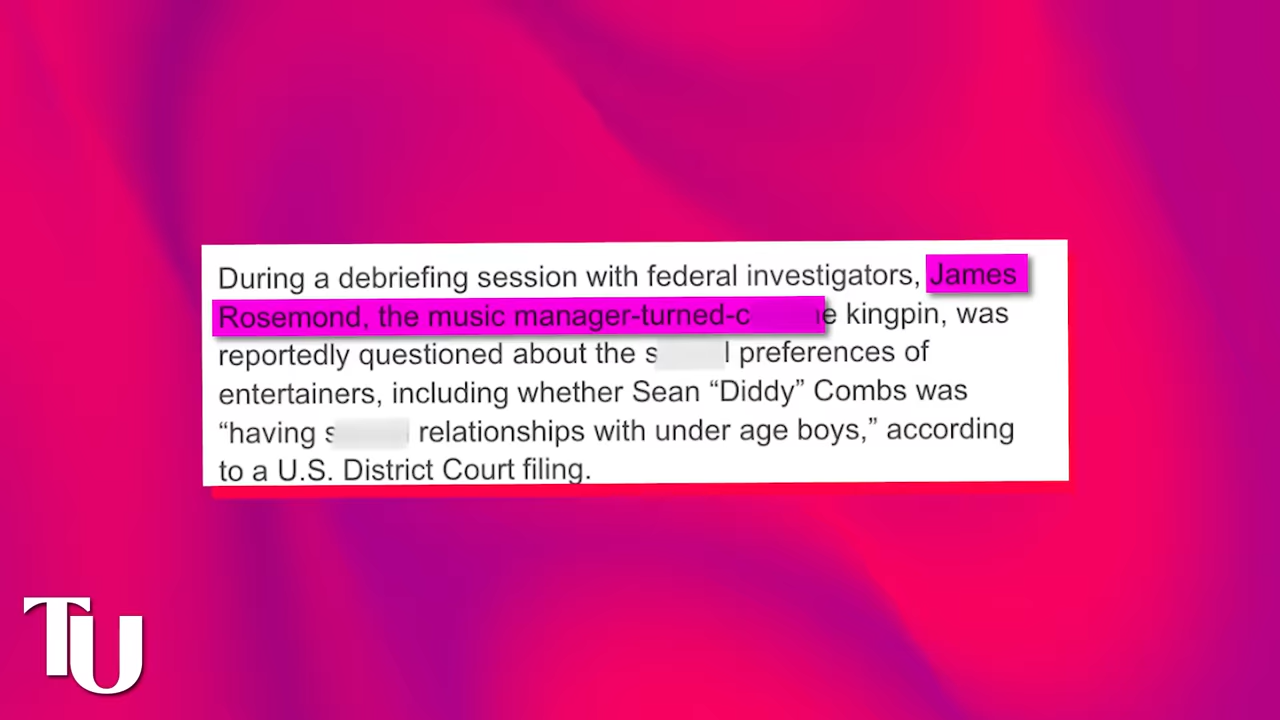 During a debriefing session with federal investigators, James
Rosemond, the music manager-turned-c e kingpin, was
reportedly questioned about the s l preferences of
entertainers, including whether Sean “Diddy” Combs was
“having s relationships with under age boys,” according
to a U.S. District Court filing.
TU